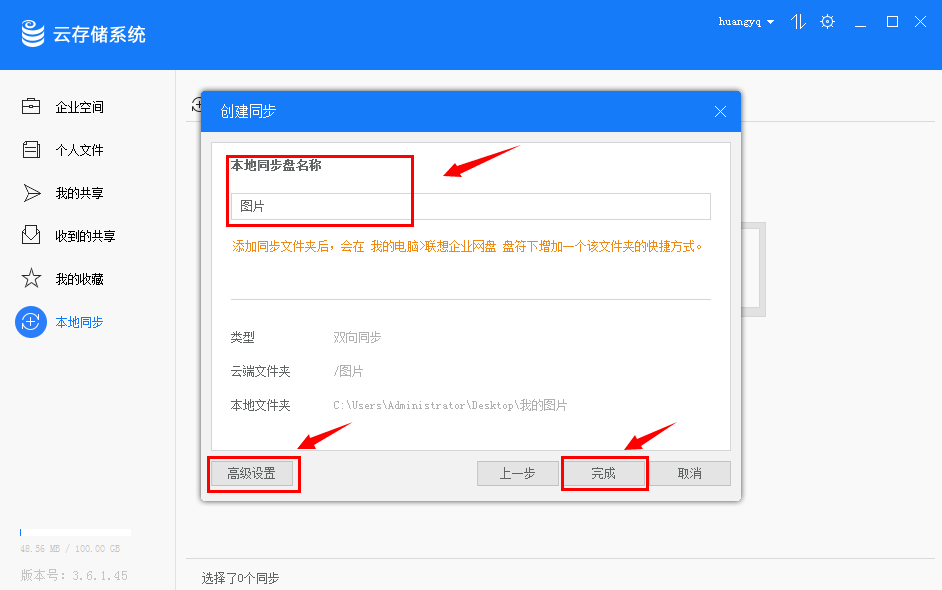 云存储系统
huangyq
企业空间
个人文件
我的共享
收到的共享
我的收藏
本地同步
创建同步
本地同步盘名称
图片
添加同步文件夹后，会在 我的电脑>联想企业网盘 盘符下增加一个该文件夹的快捷方式。
类型 双向同步
云端文件夹 /图片
本地文件夹 C:\Users\Administrator\Desktop\我的图片
高级设置 上一步 完成 取消
48.56 MB / 100.00 GB
版本号：3.6.1.45
选择了0个同步